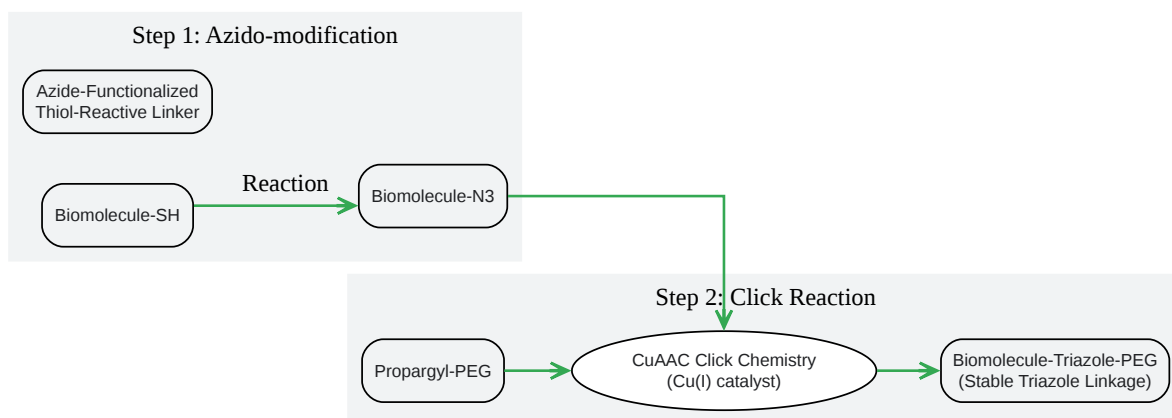 Step 1: Azido-modification
Azide-Functionalized
Thiol-Reactive Linker
Reaction
Biomolecule-SH
Biomolecule-N3
Step 2: Click Reaction
Propargyl-PEG
CuAAC Click Chemistry
(Cu(I) catalyst)
Biomolecule-Triazole-PEG
(Stable Triazole Linkage)